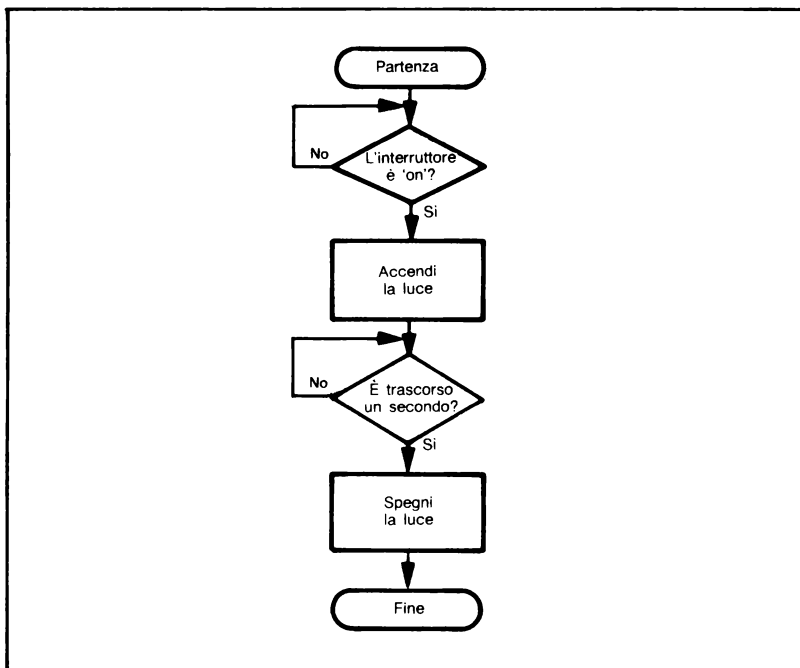 Partenza
No
L'interruttore
è 'on'?
Si
Accendi
la luce
No
È trascorso
un secondo?
Si
Spegni
la luce
Fine